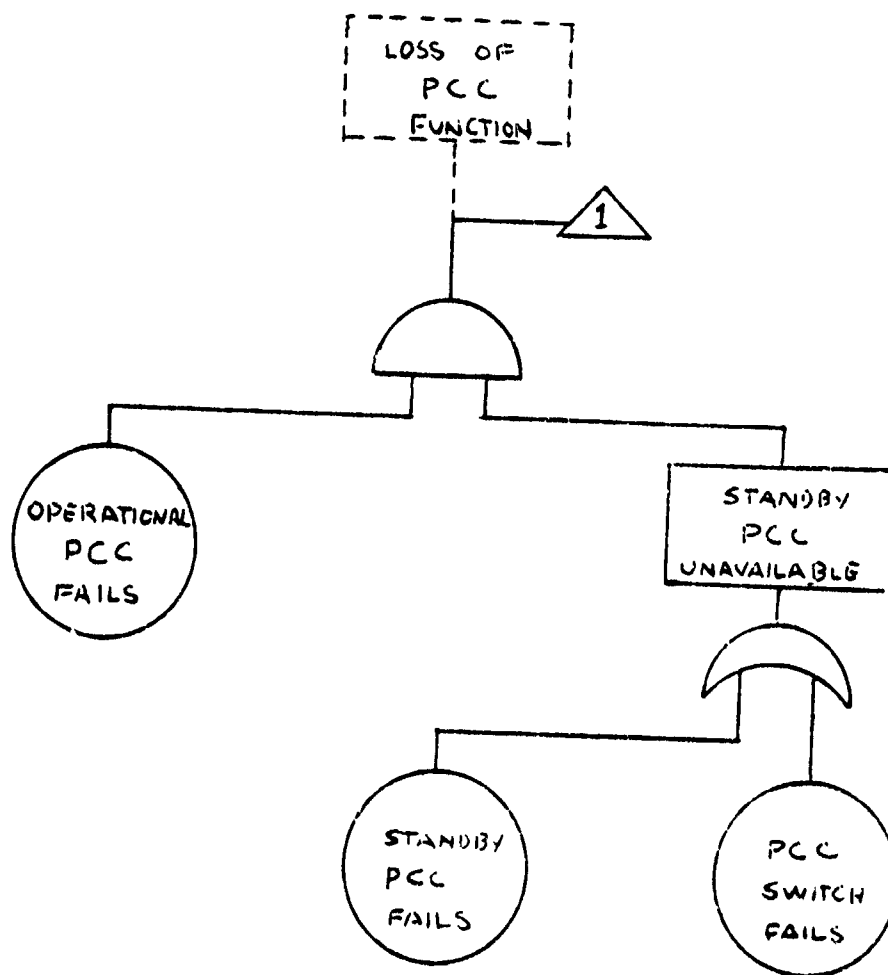 LOSS OF
PCC
FUNCTION
1
OPERATIONAL
PCC
FAILS
STANDBY
PCC
UNAVAILABLE
STANDBY
PCC
FAILS
PCC
SWITCH
FAILS